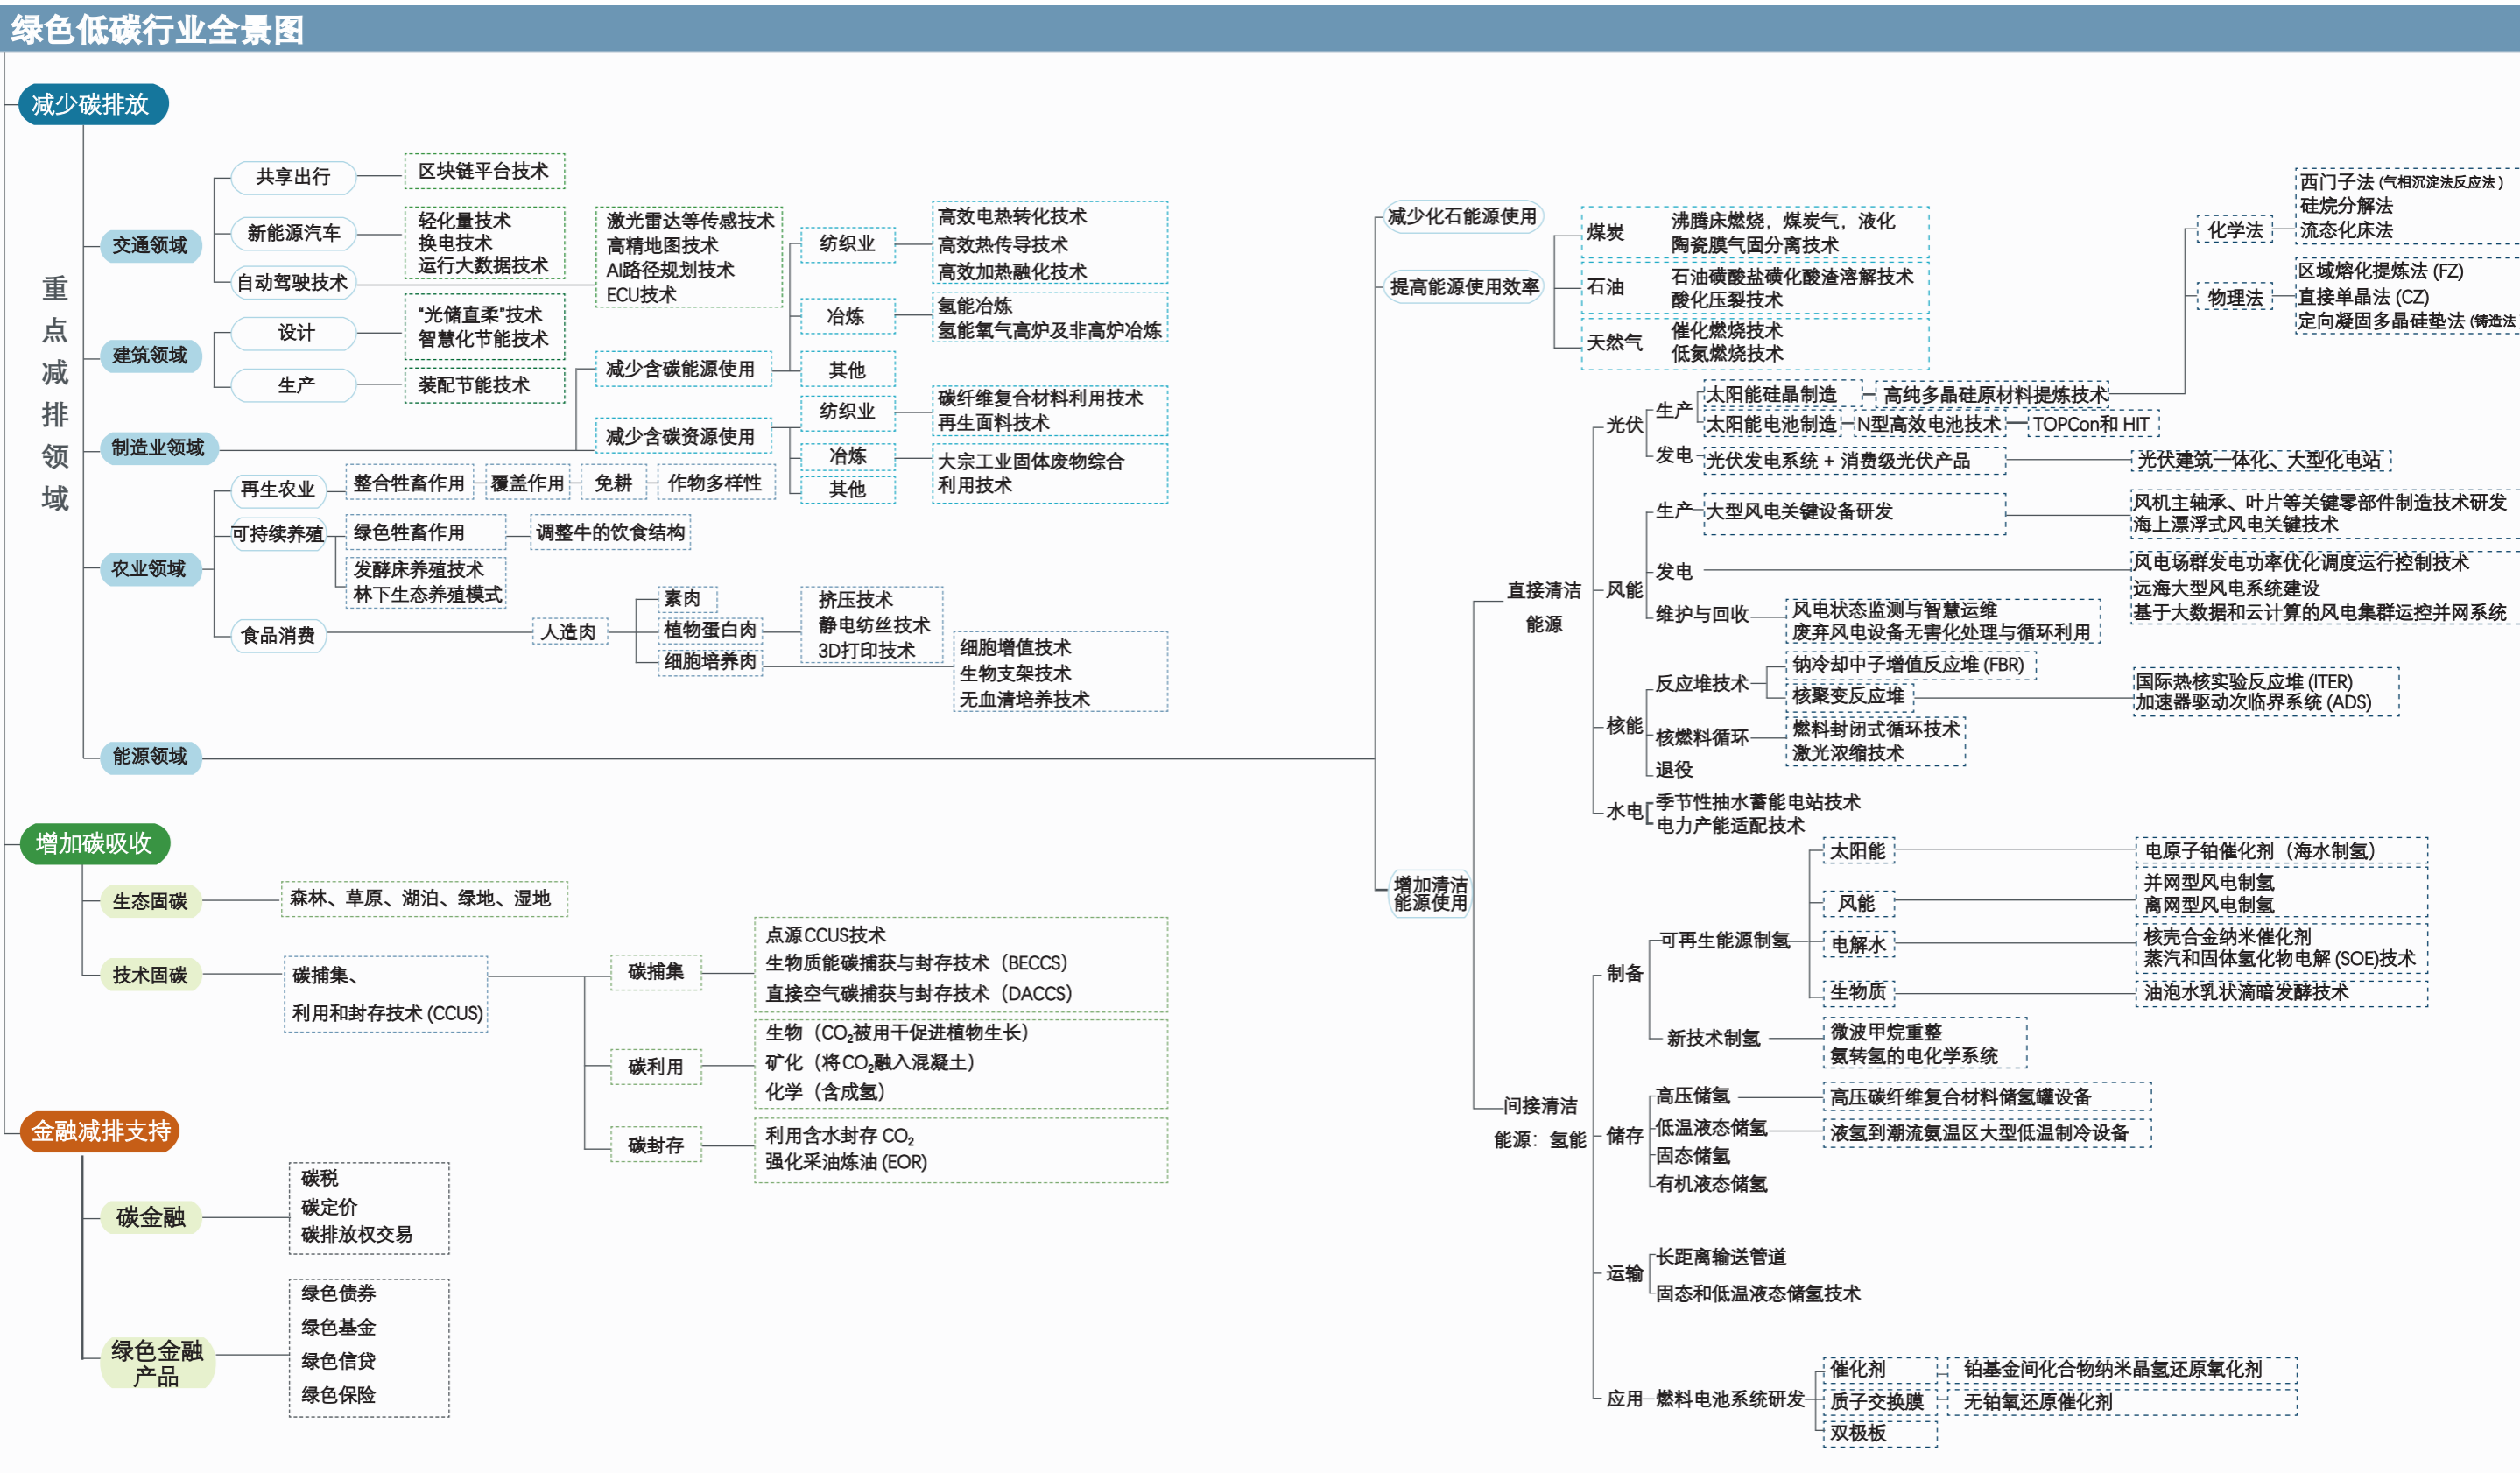 绿色低碳行业全景图
减少碳排放
重点减排领域
交通领域
共享出行
区块链平台技术
新能源汽车
轻化量技术
换电技术
运行大数据技术
自动驾驶技术
激光雷达等传感技术
高精地图技术
AI路径规划技术
ECU技术
建筑领域
设计
“光储直柔”技术
智慧化节能技术
生产
装配节能技术
制造业领域
减少含碳能源使用
纺织业
高效电热转化技术
高效热传导技术
高效加热融化技术
冶炼
氢能冶炼
氢能氧气高炉及非高炉冶炼
其他
减少含碳资源使用
纺织业
碳纤维复合材料利用技术
再生面料技术
冶炼
大宗工业固体废物综合
利用技术
其他
农业领域
再生农业
整合牲畜作用
覆盖作用
免耕
作物多样性
可持续养殖
绿色牲畜作用
调整牛的饮食结构
发酵床养殖技术
林下生态养殖模式
食品消费
人造肉
素肉
植物蛋白肉
挤压技术
静电纺丝技术
3D打印技术
细胞培养肉
细胞增值技术
生物支架技术
无血清培养技术
能源领域
减少化石能源使用
提高能源使用效率
煤炭
沸腾床燃烧，煤炭气，液化
陶瓷膜气固分离技术
石油
石油磺酸盐磺化酸渣溶解技术
酸化压裂技术
天然气
催化燃烧技术
低氮燃烧技术
增加清洁
能源使用
直接清洁
能源
光伏
生产
太阳能硅晶制造
高纯多晶硅原材料提炼技术
化学法
西门子法 (气相沉淀法反应法 )
硅烷分解法
流态化床法
物理法
区域熔化提炼法 (FZ)
直接单晶法 (CZ)
定向凝固多晶硅垫法 (铸造法
太阳能电池制造
N型高效电池技术
TOPCon和 HIT
发电
光伏发电系统 + 消费级光伏产品
光伏建筑一体化、大型化电站
风能
生产
大型风电关键设备研发
风机主轴承、叶片等关键零部件制造技术研发
海上漂浮式风电关键技术
发电
风电场群发电功率优化调度运行控制技术
远海大型风电系统建设
基于大数据和云计算的风电集群运控并网系统
维护与回收
风电状态监测与智慧运维
废弃风电设备无害化处理与循环利用
核能
反应堆技术
钠冷却中子增值反应堆 (FBR)
核聚变反应堆
国际热核实验反应堆 (ITER)
加速器驱动次临界系统 (ADS)
核燃料循环
燃料封闭式循环技术
激光浓缩技术
退役
水电
季节性抽水蓄能电站技术
电力产能适配技术
间接清洁
能源：氢能
制备
可再生能源制氢
太阳能
电原子铂催化剂（海水制氢）
风能
并网型风电制氢
离网型风电制氢
电解水
核壳合金纳米催化剂
蒸汽和固体氢化物电解 (SOE)技术
生物质
油泡水乳状滴暗发酵技术
新技术制氢
微波甲烷重整
氨转氢的电化学系统
储存
高压储氢
高压碳纤维复合材料储氢罐设备
低温液态储氢
液氢到潮流氨温区大型低温制冷设备
固态储氢
有机液态储氢
运输
长距离输送管道
固态和低温液态储氢技术
应用
燃料电池系统研发
催化剂
铂基金间化合物纳米晶氢还原氧化剂
质子交换膜
无铂氧还原催化剂
双极板
增加碳吸收
生态固碳
森林、草原、湖泊、绿地、湿地
技术固碳
碳捕集、
利用和封存技术 (CCUS)
碳捕集
点源CCUS技术
生物质能碳捕获与封存技术（BECCS）
直接空气碳捕获与封存技术（DACCS）
碳利用
生物（CO₂被用干促进植物生长）
矿化（将CO₂融入混凝土）
化学（含成氢）
碳封存
利用含水封存 CO₂
强化采油炼油 (EOR)
金融减排支持
碳金融
碳税
碳定价
碳排放权交易
绿色金融
产品
绿色债券
绿色基金
绿色信贷
绿色保险